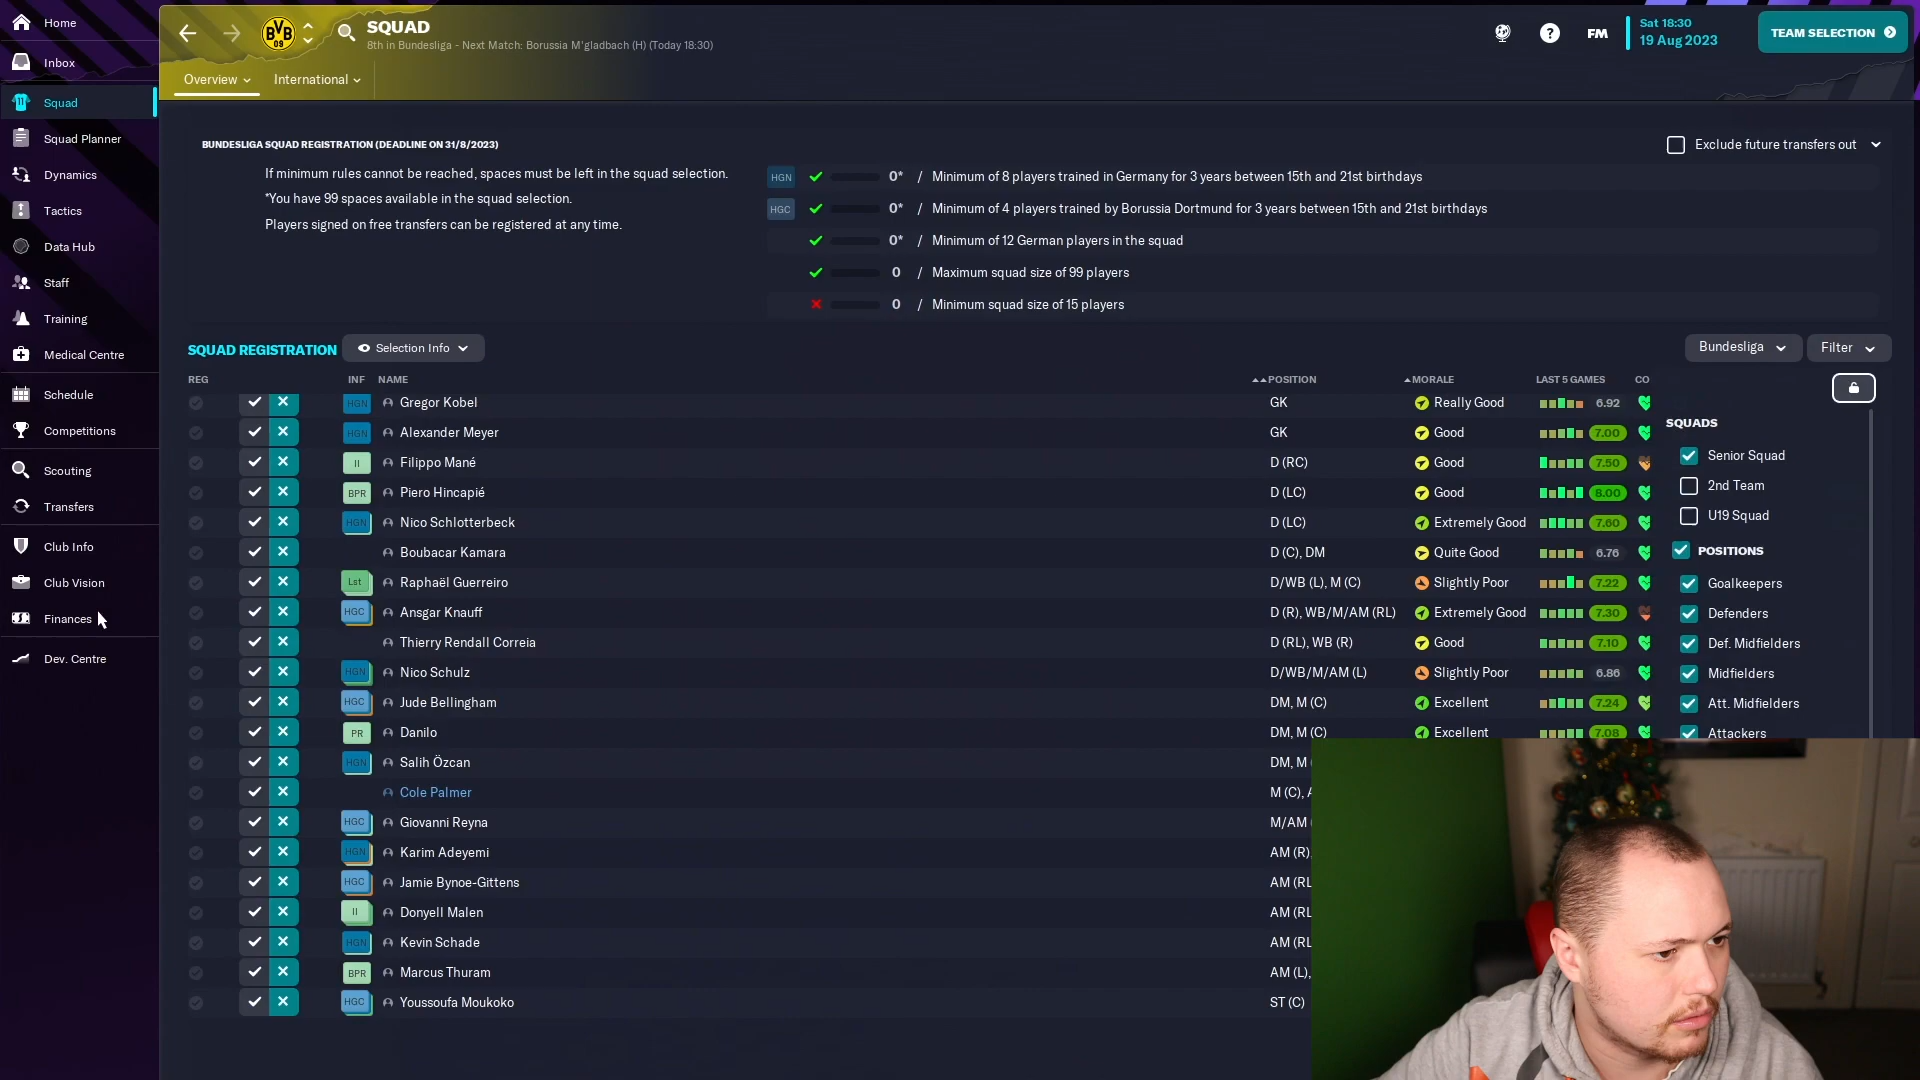 Home
Inbox
Squad
Squad Planner
Dynamics
Tactics
Data Hub
Staff
Training
Medical Centre
Schedule
Competitions
Scouting
Transfers
Club Info
Club Vision
Finances
Dev. Centre
BVB 09
SQUAD
8th in Bundesliga - Next Match: Borussia M'gladbach (H) (Today 18:30)
FM
Sat 18:30
19 Aug 2023
TEAM SELECTION
Overview
International
BUNDESLIGA SQUAD REGISTRATION (DEADLINE ON 31/8/2023)
Exclude future transfers out
If minimum rules cannot be reached, spaces must be left in the squad selection.
*You have 99 spaces available in the squad selection.
Players signed on free transfers can be registered at any time.
HGN 0* / Minimum of 8 players trained in Germany for 3 years between 15th and 21st birthdays
HGC 0* / Minimum of 4 players trained by Borussia Dortmund for 3 years between 15th and 21st birthdays
0* / Minimum of 12 German players in the squad
0 / Maximum squad size of 99 players
0 / Minimum squad size of 15 players
SQUAD REGISTRATION Selection Info Bundesliga Filter
REG INF NAME POSITION MORALE LAST 5 GAMES CO
HGN Gregor Kobel GK Really Good 6.92
HGN Alexander Meyer GK Good 7.00
II Filippo Mané D (RC) Good 7.50
BPR Piero Hincapié D (LC) Good 8.00
HGN Nico Schlotterbeck D (LC) Extremely Good 7.60
Boubacar Kamara D (C), DM Quite Good 6.76
Lst Raphaël Guerreiro D/WB (L), M (C) Slightly Poor 7.22
HGC Ansgar Knauff D (R), WB/M/AM (RL) Extremely Good 7.30
Thierry Rendall Correia D (RL), WB (R) Good 7.10
HGN Nico Schulz D/WB/M/AM (L) Slightly Poor 6.86
HGC Jude Bellingham DM, M (C) Excellent 7.24
PR Danilo DM, M (C) Excellent 7.08
HGN Salih Özcan DM, M
Cole Palmer M (C),
HGC Giovanni Reyna M/AM
HGN Karim Adeyemi AM (R),
HGC Jamie Bynoe-Gittens AM (RL
II Donyell Malen AM (RL
HGN Kevin Schade AM (RL
BPR Marcus Thuram AM (L),
HGC Youssoufa Moukoko ST (C)
SQUADS
Senior Squad
2nd Team
U19 Squad
POSITIONS
Goalkeepers
Defenders
Def. Midfielders
Midfielders
Att. Midfielders
Attackers